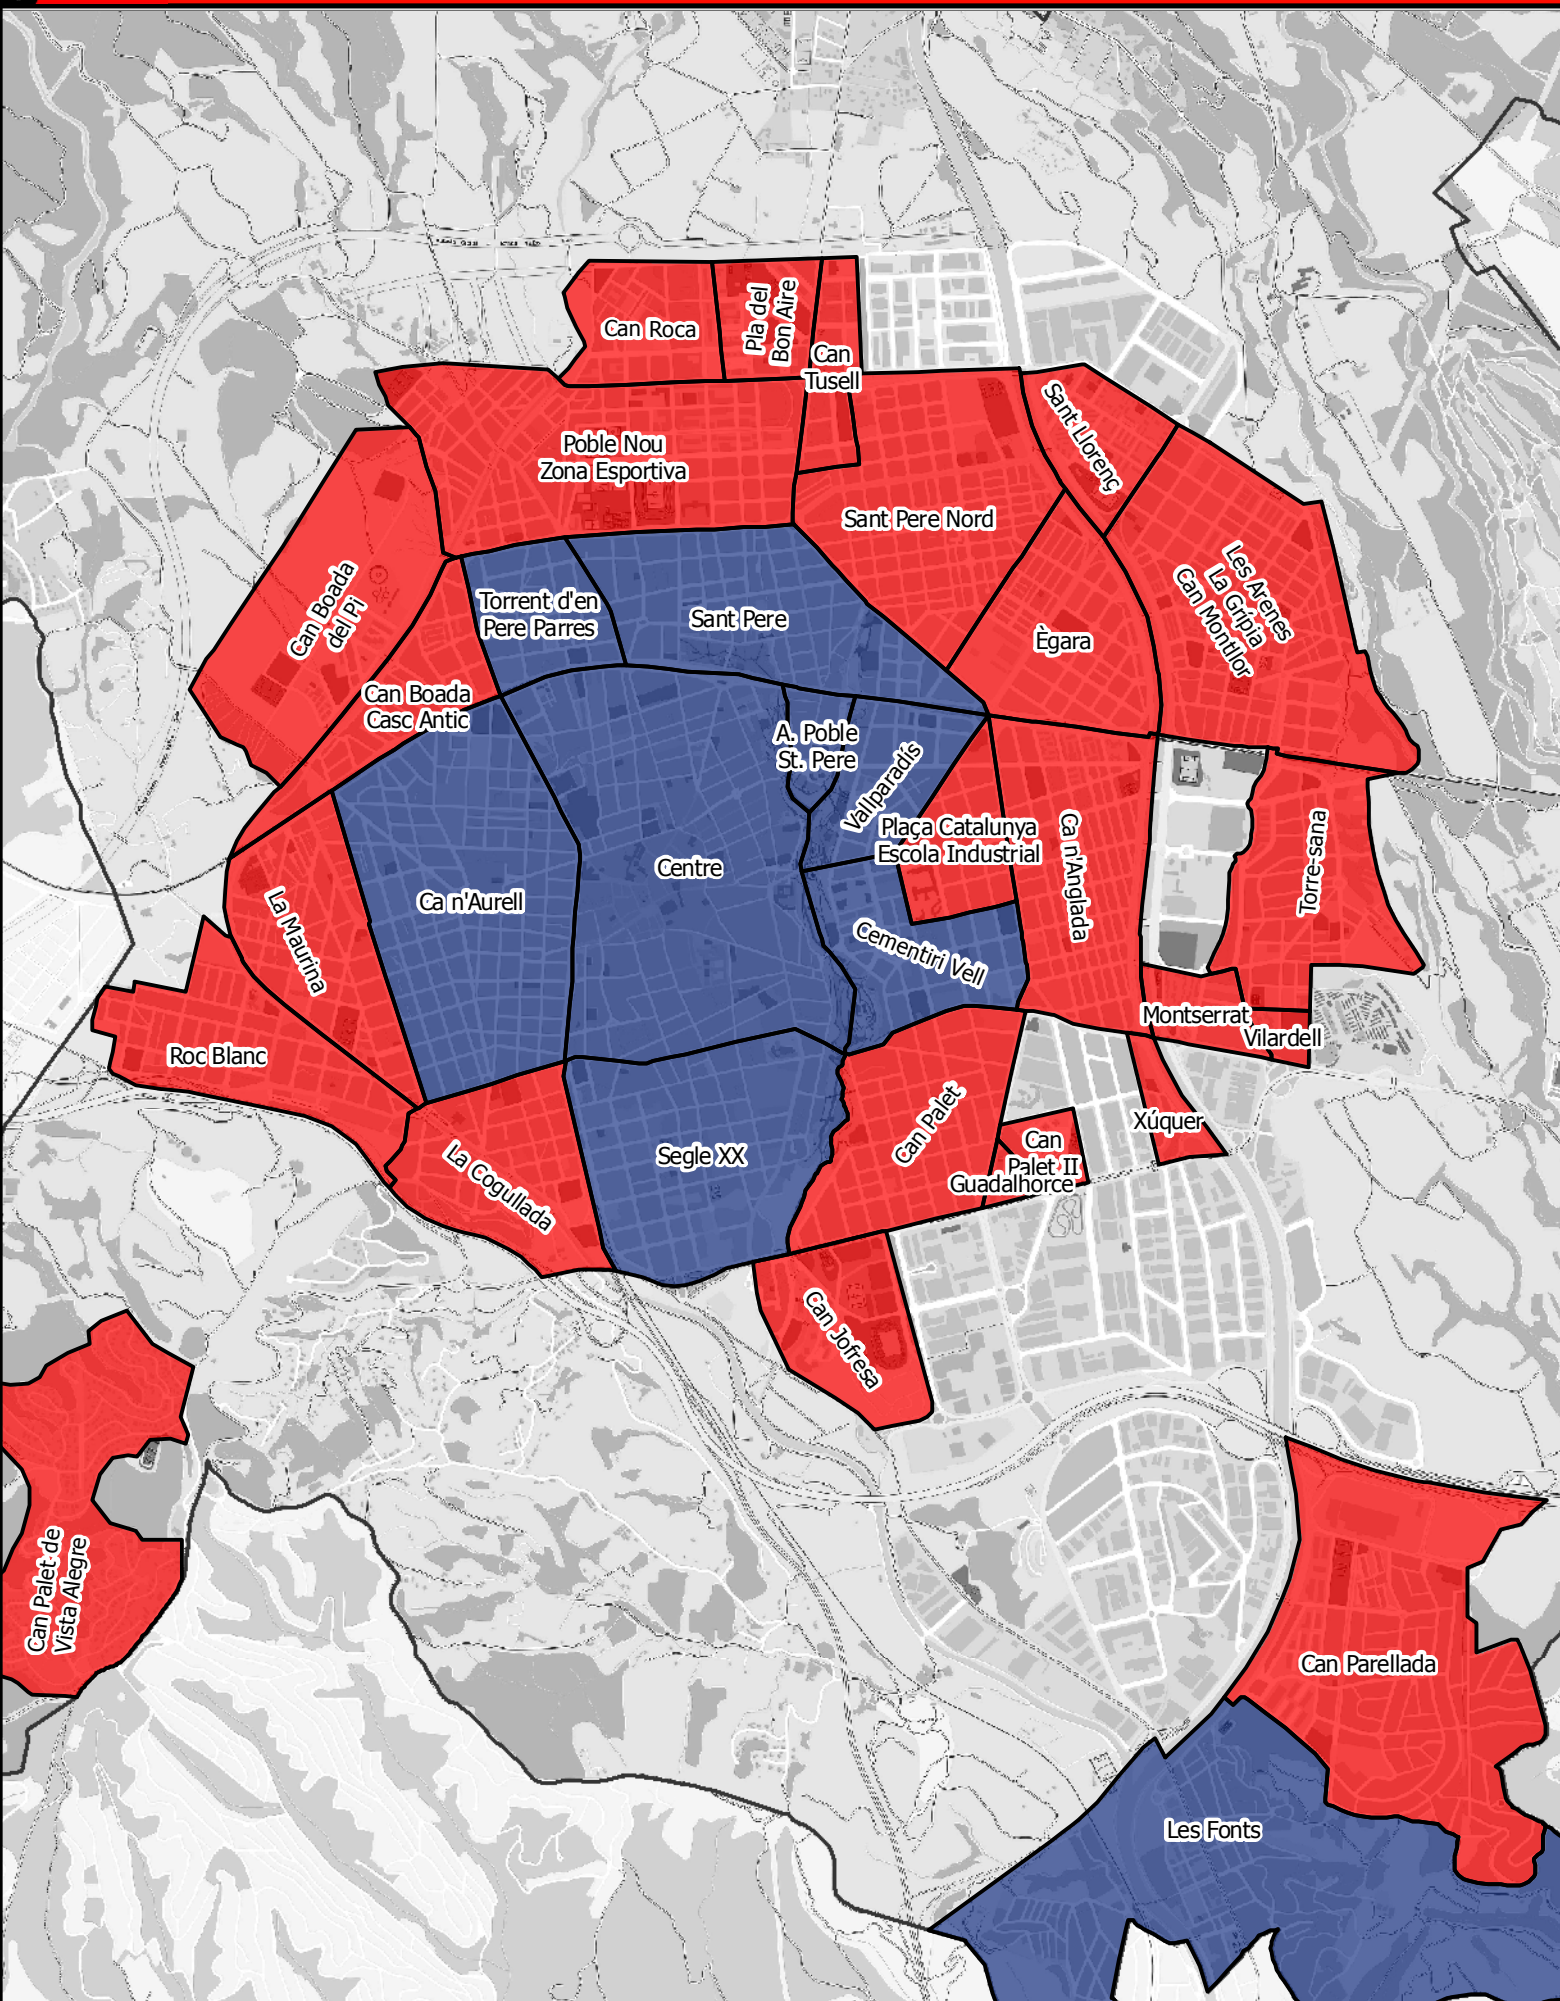 Can Roca
Pla del
Bon Aire
Can
Tusell
Sant Llorenç
Poble Nou
Zona Esportiva
Sant Pere Nord
Les Arenes
La Grípia
Can Montllor
Can Boada
del Pi
Torrent d'en
Pere Parres
Sant Pere
Ègara
Can Boada
Casc Antic
A. Poble
St. Pere
Vallparadís
Plaça Catalunya
Escola Industrial
Ca n'Anglada
Torre-sana
Centre
Ca n'Aurell
La Maurina
Cementiri Vell
Montserrat
Vilardell
Roc Blanc
Xúquer
Can Palet
Can
Palet II
Guadalhorce
Segle XX
La Cogullada
Can Jofresa
Can Palet de
Vista Alegre
Can Parellada
Les Fonts